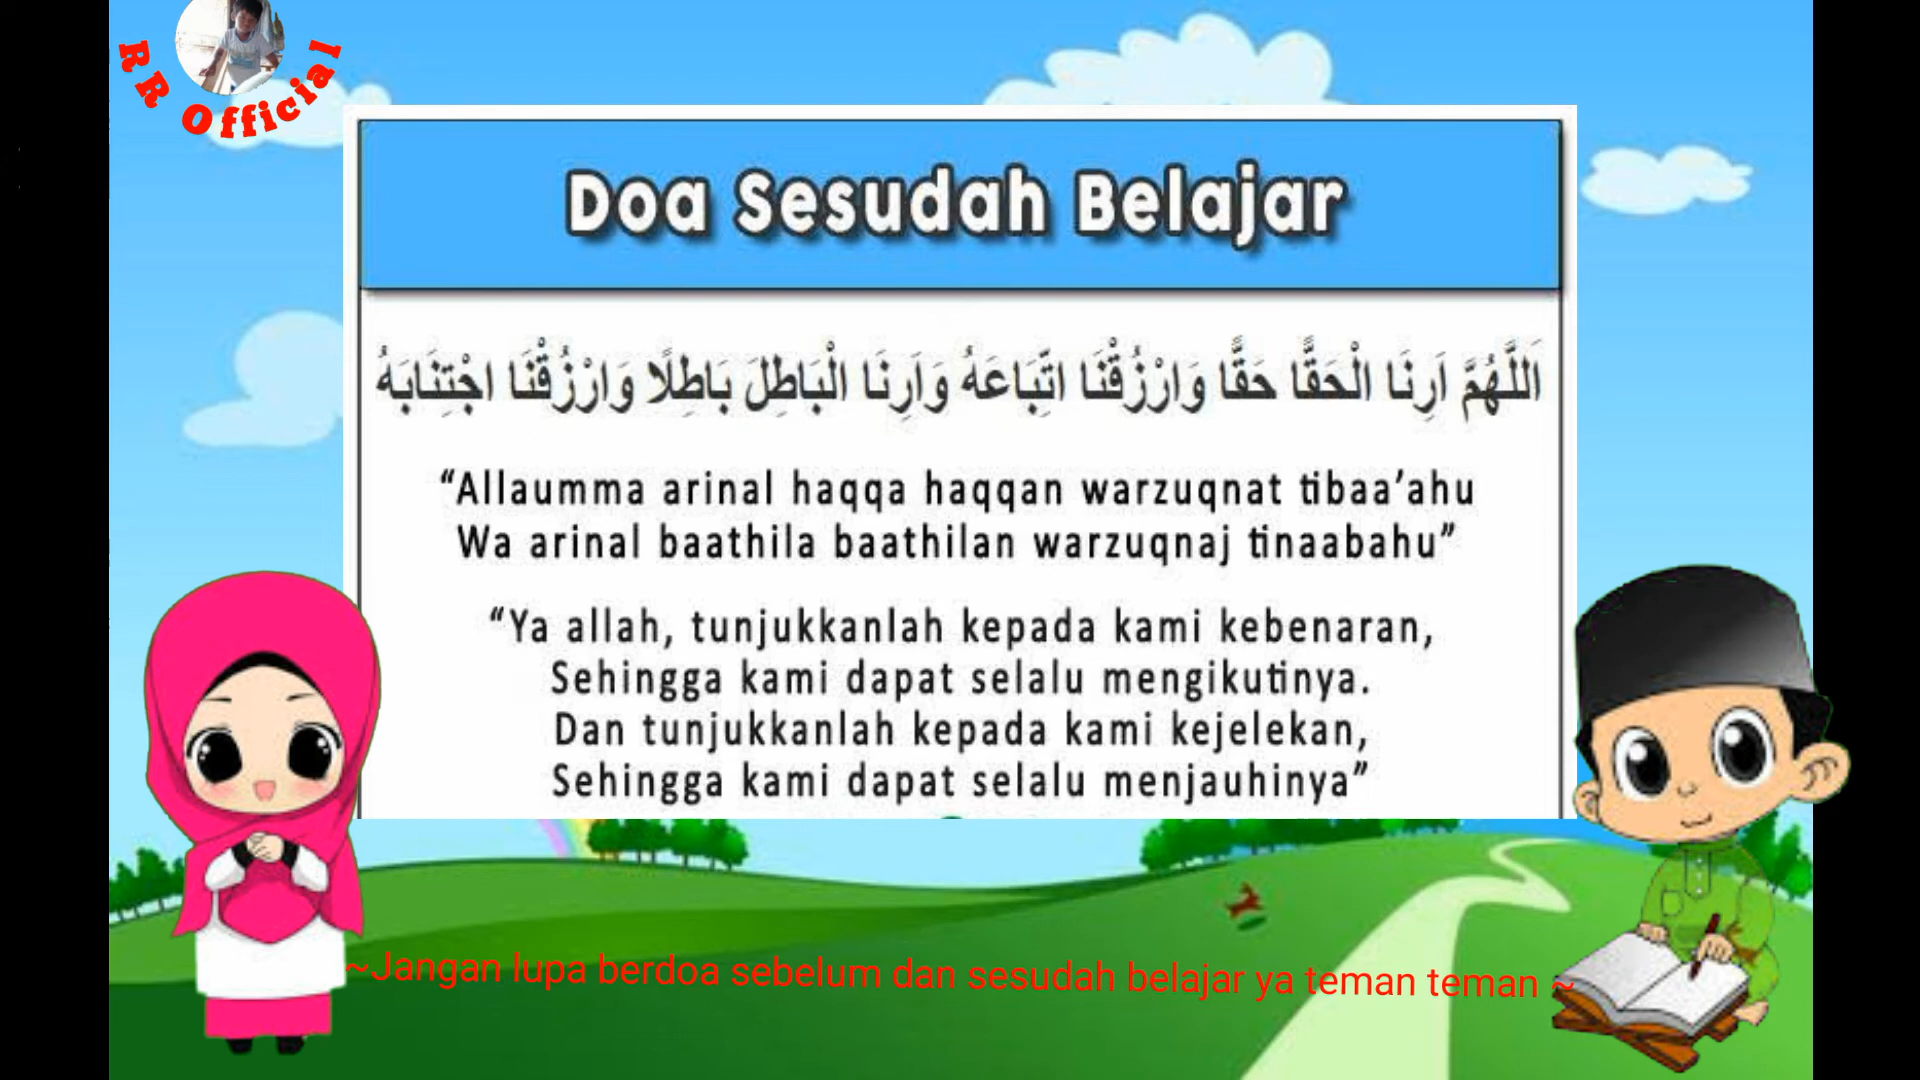 RR Official
Doa Sesudah Belajar
اَللَّهُمَّ اَرِنَا الْحَقَّا حَقًّا وَارْزُقْنَا اتِّبَاعَهُ وَاَرِنَا الْبَاطِلَ بَاطِلًا وَارْزُقْنَا اجْتِنَابَهُ
“Allaumma arinal haqqa haqqan warzuqnat tibaa’ahu
Wa arinal baathila baathilan warzuqnaj tinaabahu”
“Ya allah, tunjukkanlah kepada kami kebenaran,
Sehingga kami dapat selalu mengikutinya.
Dan tunjukkanlah kepada kami kejelekan,
Sehingga kami dapat selalu menjauhinya”
~Jangan lupa berdoa sebelum dan sesudah belajar ya teman teman ~